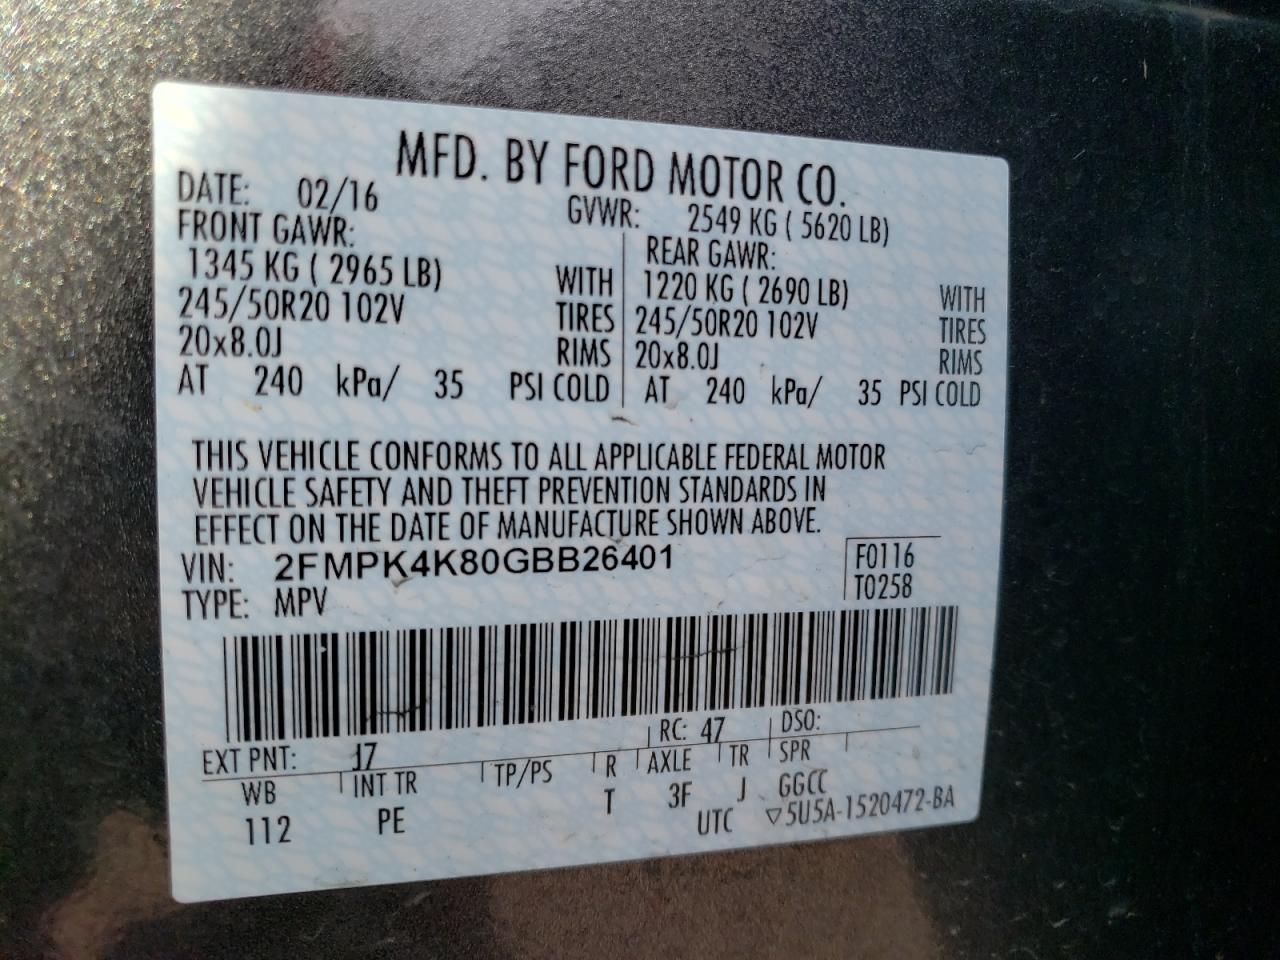 MFD. BY FORD MOTOR CO.
DATE: 02/16 GVWR: 2549 KG ( 5620 LB)
FRONT GAWR: REAR GAWR:
1345 KG ( 2965 LB) WITH 1220 KG ( 2690 LB) WITH
245/50R20 102V TIRES 245/50R20 102V TIRES
20x8.0J RIMS 20x8.0J RIMS
AT 240 kPa/ 35 PSI COLD AT 240 kPa/ 35 PSI COLD
THIS VEHICLE CONFORMS TO ALL APPLICABLE FEDERAL MOTOR
VEHICLE SAFETY AND THEFT PREVENTION STANDARDS IN
EFFECT ON THE DATE OF MANUFACTURE SHOWN ABOVE.
VIN: 2FMPK4K80GBB26401 F0116
TYPE: MPV T0258
EXT PNT: J7 RC: 47 DSO:
WB INT TR TP/PS R AXLE TR SPR
112 PE T 3F J GGCC
UTC ▽5U5A-1520472-BA